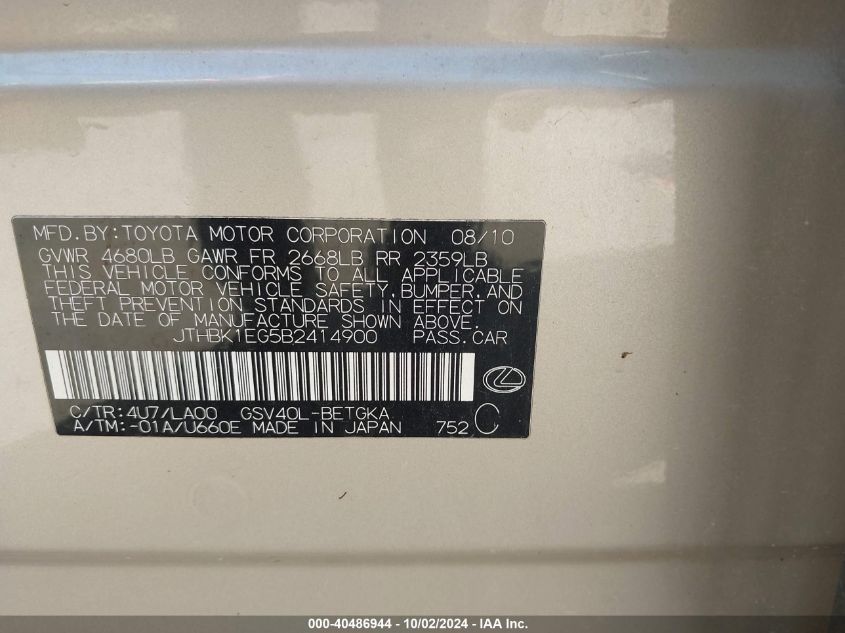 MFD.BY:TOYOTA MOTOR CORPORATION 08/10
GVWR 4680LB GAWR FR 2668LB RR 2359LB
THIS VEHICLE CONFORMS TO ALL APPLICABLE
FEDERAL MOTOR VEHICLE SAFETY,BUMPER,AND
THEFT PREVENTION STANDARDS IN EFFECT ON
THE DATE OF MANUFACTURE SHOWN ABOVE.
JTHBK1EG5B2414900 PASS.CAR
C/TR:4U7/LA00 GSV40L-BETGKA
A/TM:-01A/U660E MADE IN JAPAN 752 C
000-40486944 - 10/02/2024 - IAA Inc.